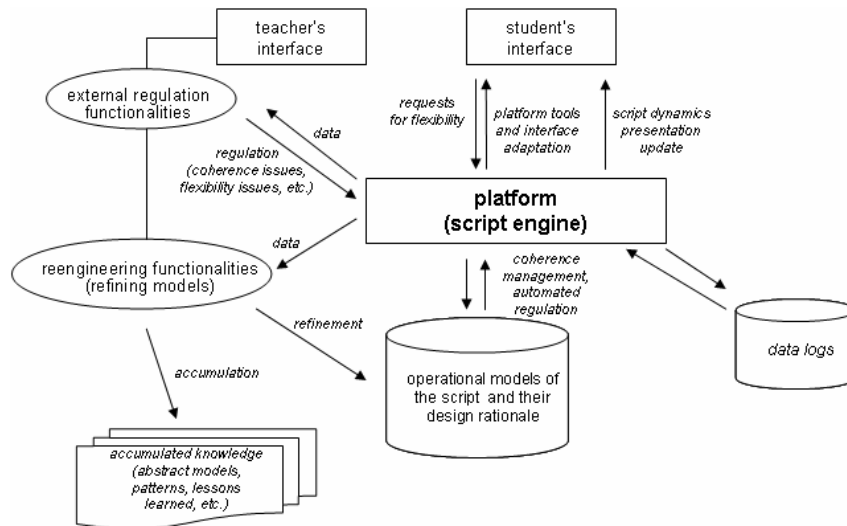 teacher's
interface
student's
interface
external regulation
functionalities
requests
for flexibility
platform tools
and interface
adaptation
script dynamics
presentation
update
data
regulation
(coherence issues,
flexibility issues, etc.)
platform
(script engine)
data
reengineering functionalities
(refining models)
coherence
management,
automated
regulation
refinement
data logs
accumulation
operational models of
the script and their
design rationale
accumulated knowledge
(abstract models,
patterns, lessons
learned, etc.)